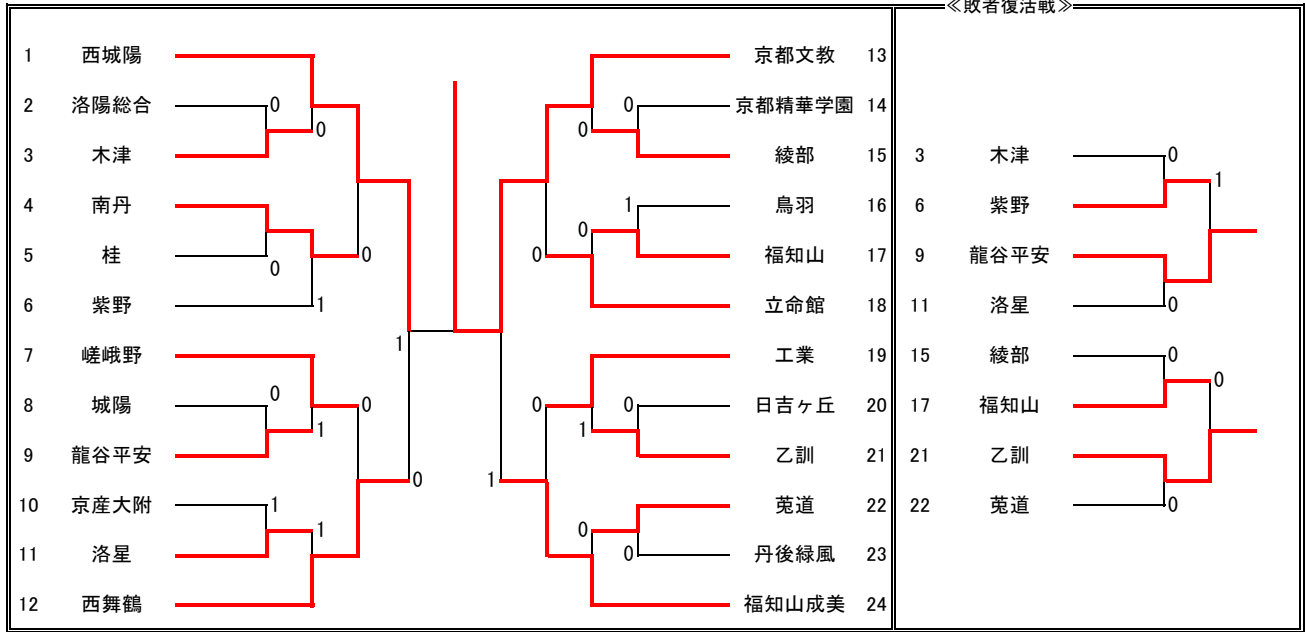 ≪敗者復活戦≫
1 西城陽
2 洛陽総合 0
0
3 木津
4 南丹
5 桂 0
0
6 紫野 1
1
7 嵯峨野
8 城陽 0
0
9 龍谷平安 1
0
10 京産大附 1
11 洛星 1
12 西舞鶴
京都文教 13
0 京都精華学園 14
0
綾部 15
1 鳥羽 16
0
0 福知山 17
立命館 18
工業 19
0 0 日吉ヶ丘 20
1
乙訓 21
1
莵道 22
0
0 丹後緑風 23
福知山成美 24
3 木津 0
1
6 紫野
9 龍谷平安
11 洛星 0
15 綾部 0
0
17 福知山
21 乙訓
22 莵道 0